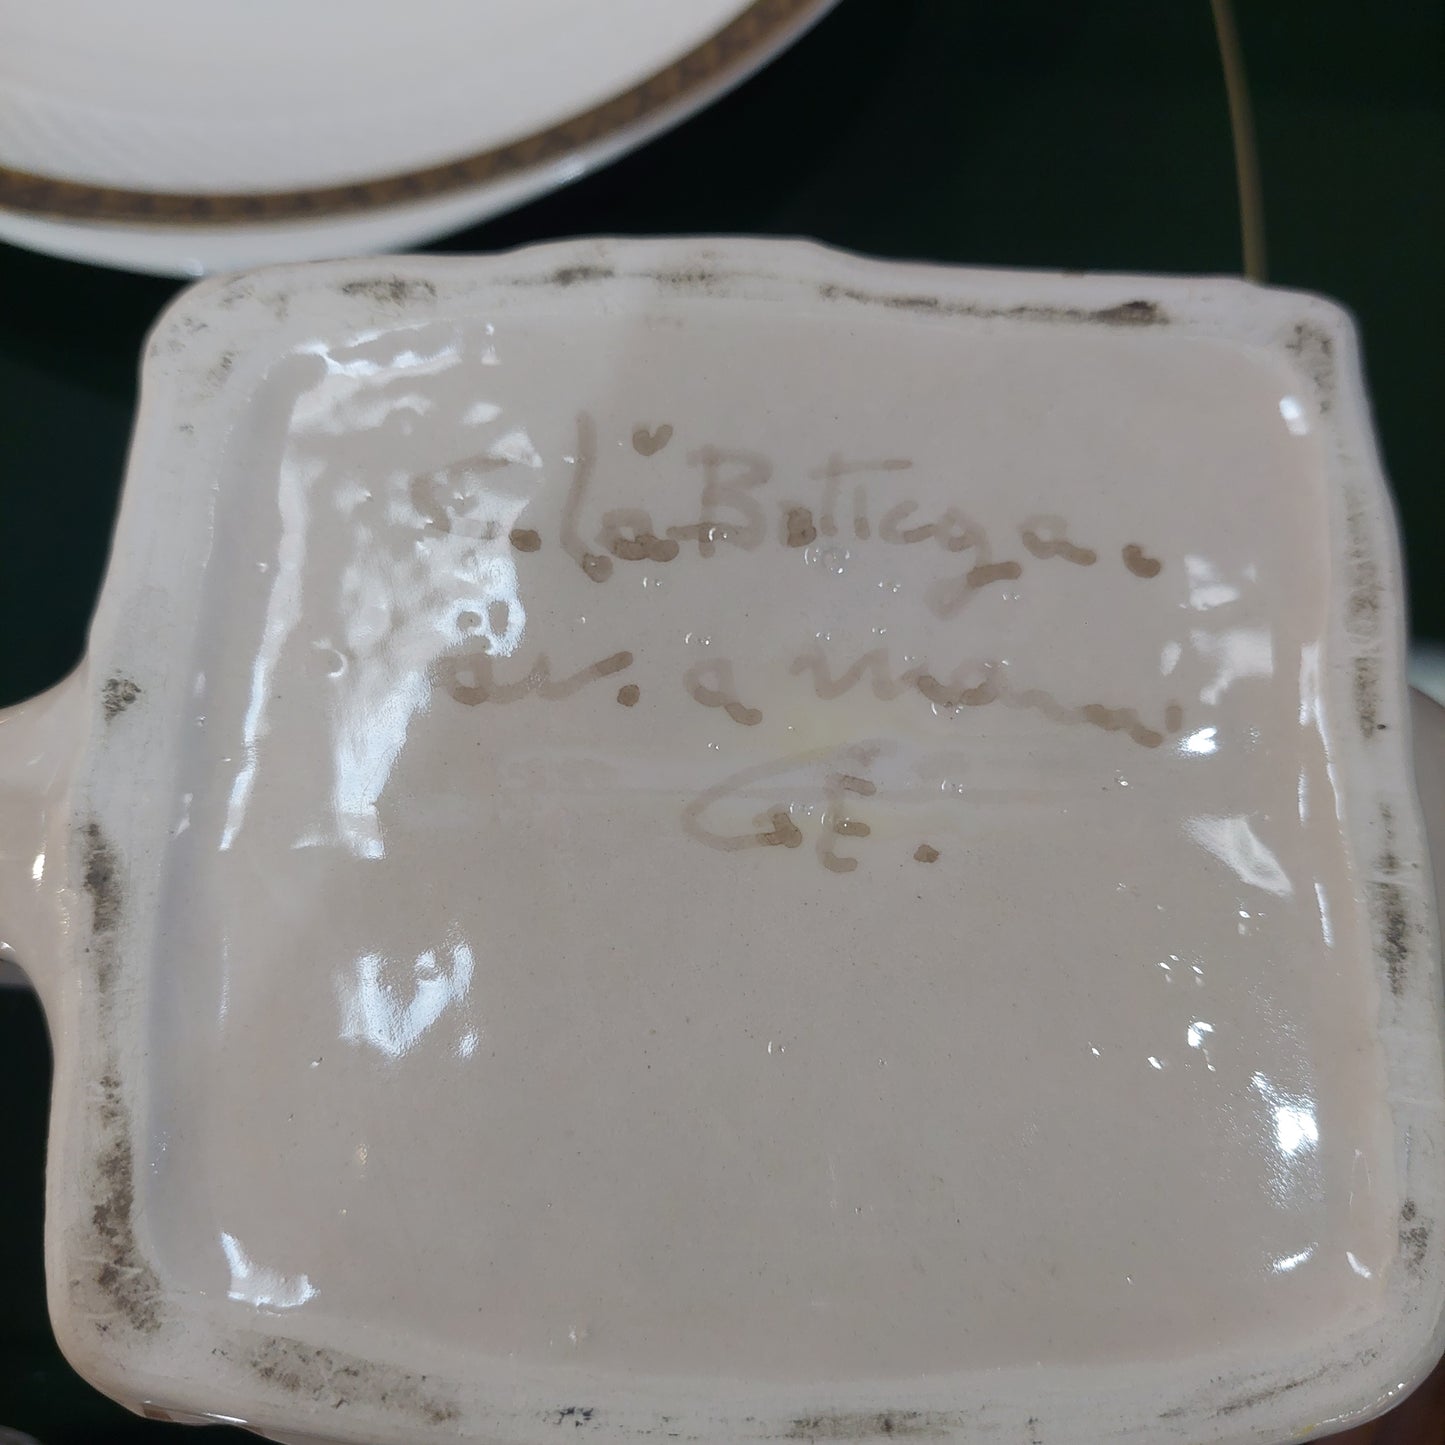 C. La Bottega.
av. a mano
GE.